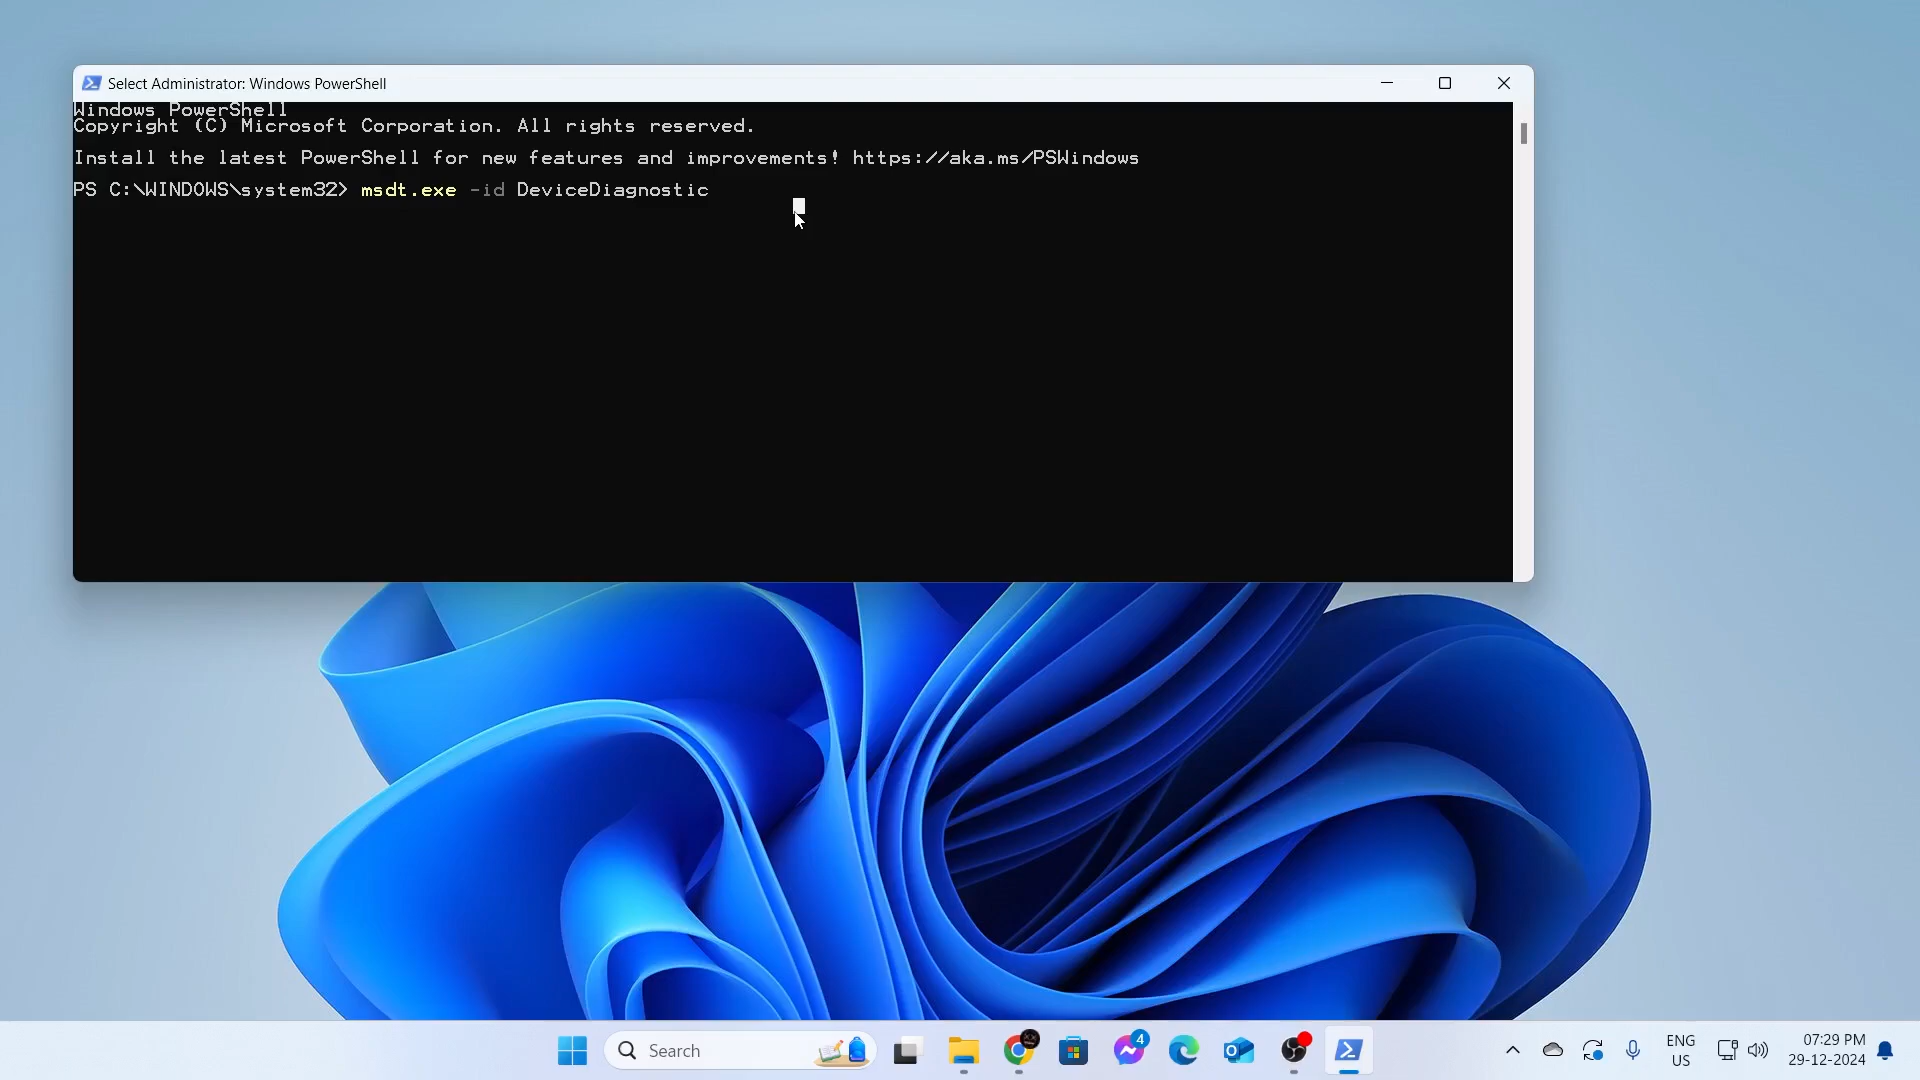 Select Administrator: Windows PowerShell
Windows PowerShell
Copyright (C) Microsoft Corporation. All rights reserved.
Install the latest PowerShell for new features and improvements! https://aka.ms/PSWindows
PS C:\WINDOWS\system32> msdt.exe -id DeviceDiagnostic
Search
4
ENG
US
07:29 PM
29-12-2024